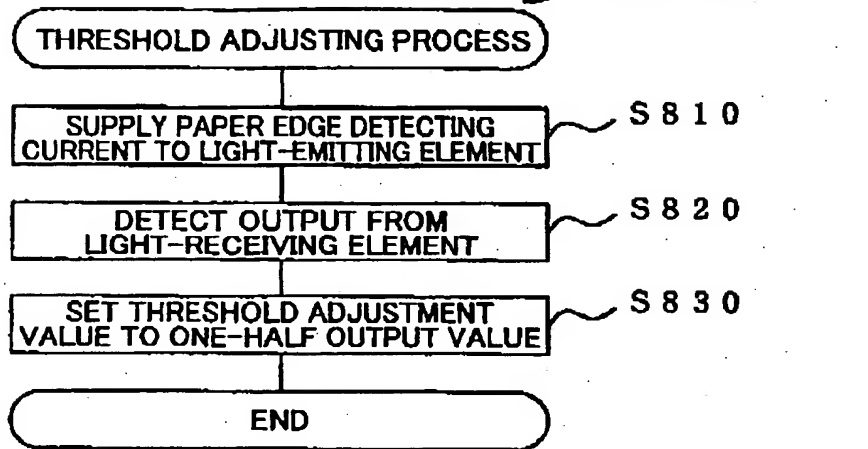 THRESHOLD ADJUSTING PROCESS
SUPPLY PAPER EDGE DETECTING
CURRENT TO LIGHT-EMITTING ELEMENT
S810
DETECT OUTPUT FROM
LIGHT-RECEIVING ELEMENT
S820
SET THRESHOLD ADJUSTMENT
VALUE TO ONE-HALF OUTPUT VALUE
S830
END